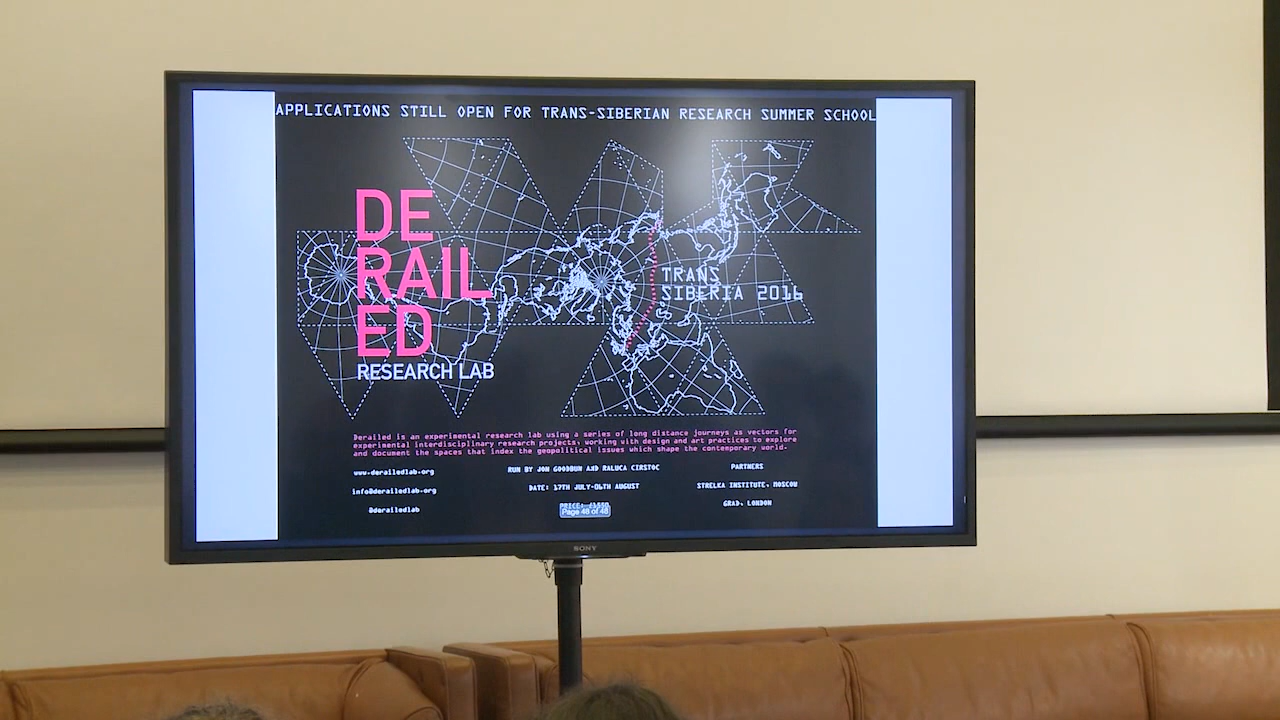 APPLICATIONS STILL OPEN FOR TRANS-SIBERIAN RESEARCH SUMMER SCHOOL
DE
RAIL
ED
RESEARCH LAB
TRANS
SIBERIA 2016
Derailed is an experimental research lab using a series of long distance journeys as vectors for
experimental interdisciplinary research projects, working with design and art practices to explore
and document the spaces that index the geopolitical issues which shape the contemporary world.
www.derailedlab.org
info@derailedlab.org
@derailedlab
RUN BY JON GOODBUN AND RALUCA CIRSTOC
DATE: 17TH JULY-06TH AUGUST
PRICE:
Page 48 of 48
PARTNERS
STRELKA INSTITUTE, MOSCOW
GRAD, LONDON
SONY